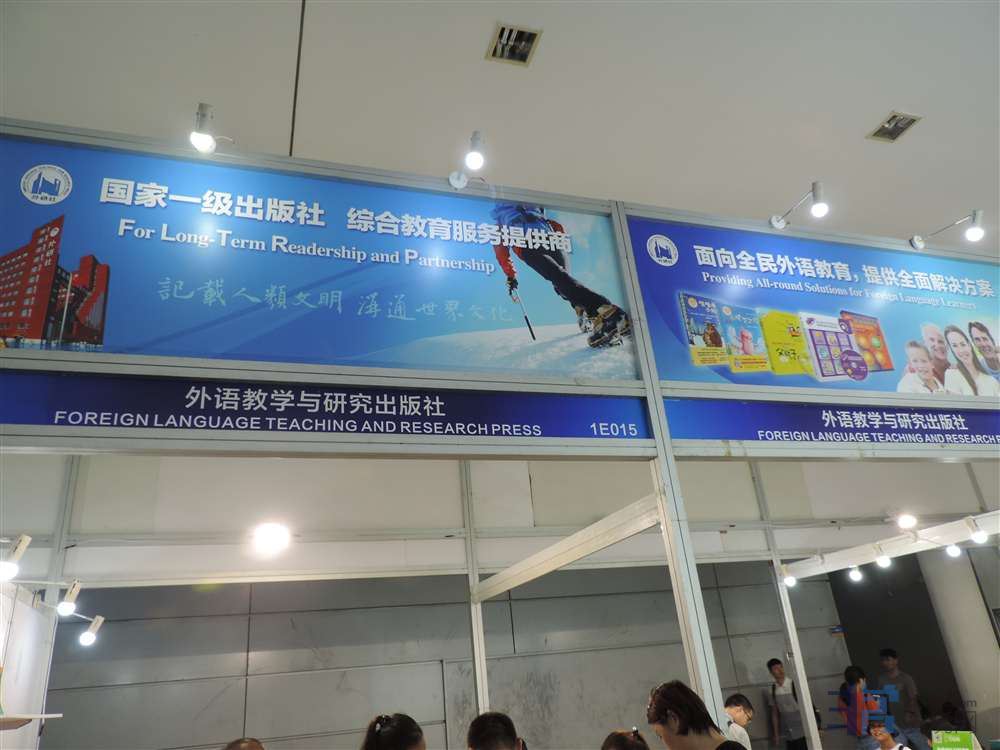 国家一级出版社 综合教育服务提供商
For Long-Term Readership and Partnership
記載人類文明 溝通世界文化
外语教学与研究出版社
FOREIGN LANGUAGE TEACHING AND RESEARCH PRESS 1E015
外研社
面向全民外语教育，提供全面解决方案
Providing All-round Solutions for Foreign Language Learners
外语教学与研究出版社
FOREIGN LANGUAGE TEACHING AND RESEARCH